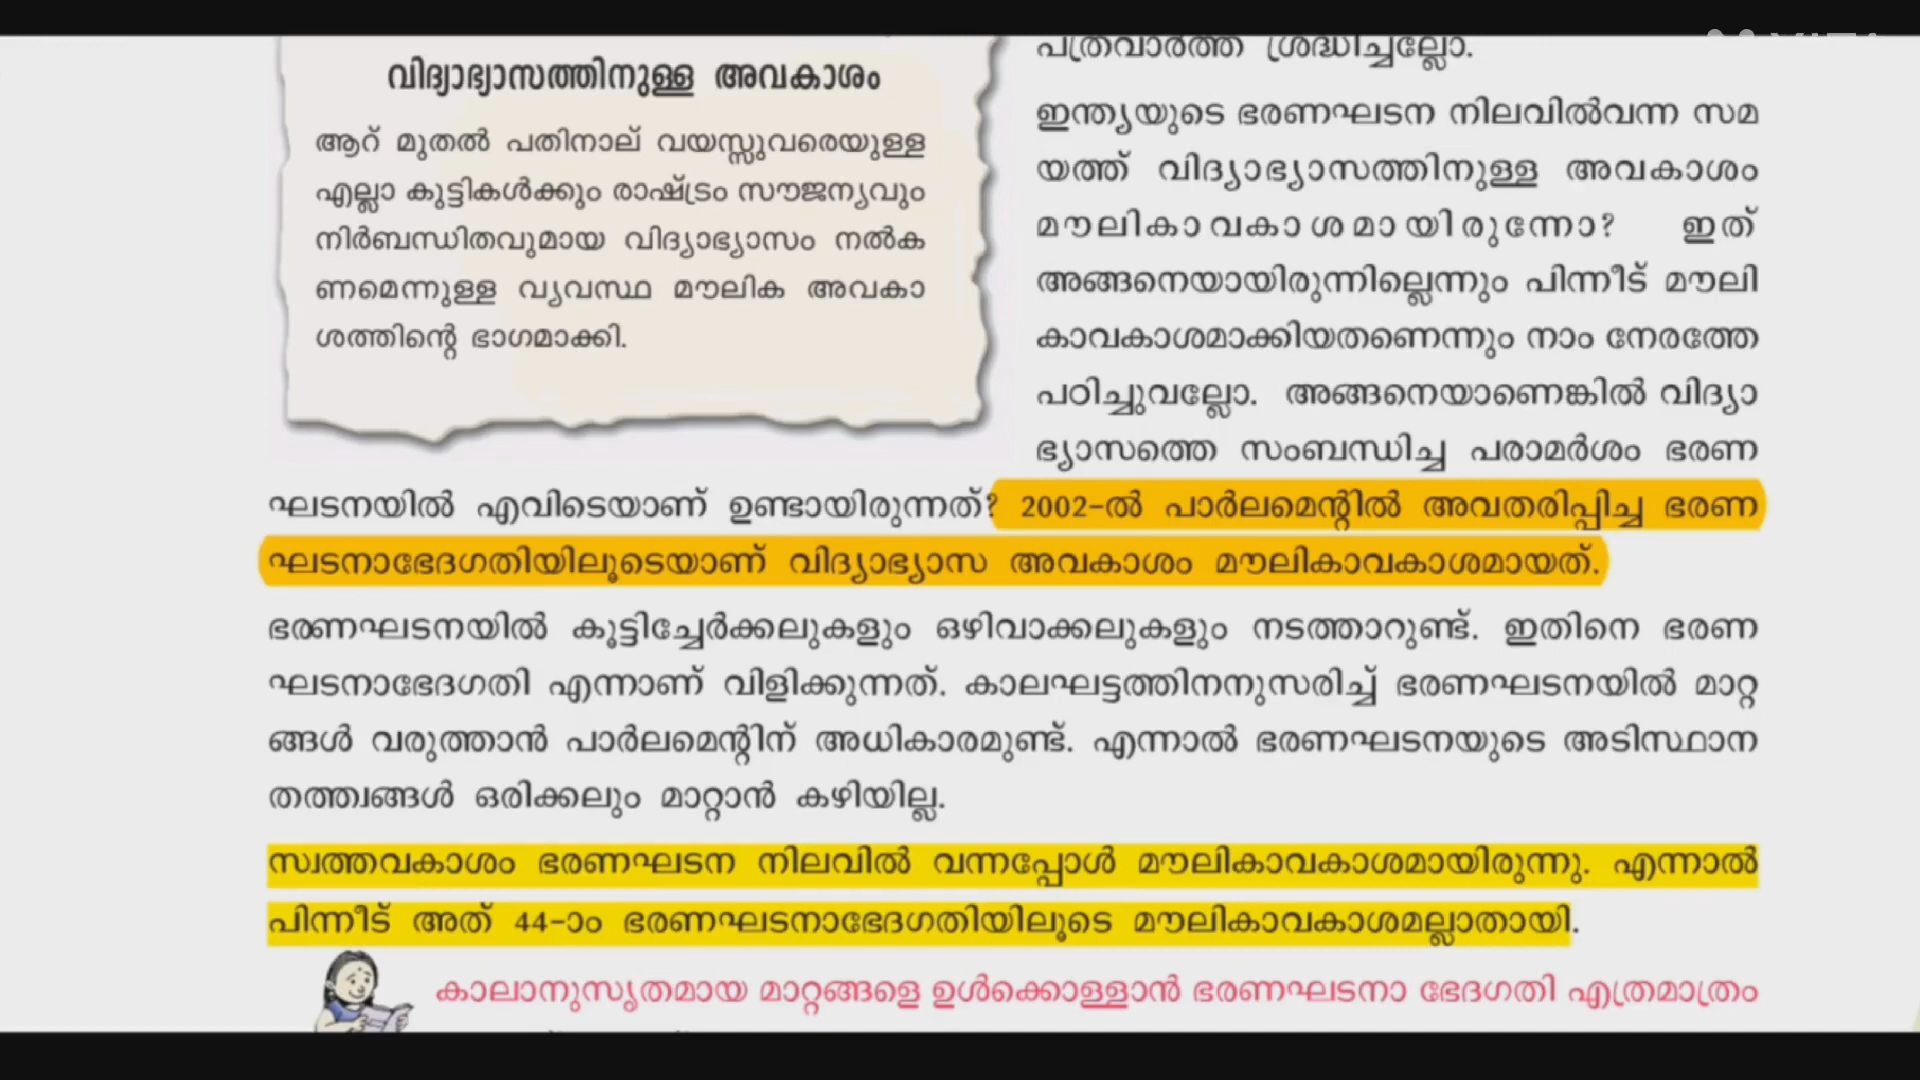 വിദ്യാഭ്യാസത്തിനുള്ള അവകാശം
ആറ് മുതൽ പതിനാല് വയസ്സുവരെയുള്ള
എല്ലാ കുട്ടികൾക്കും രാഷ്ട്രം സൗജന്യവും
നിർബന്ധിതവുമായ വിദ്യാഭ്യാസം നൽക
ണമെന്നുള്ള വ്യവസ്ഥ മൗലിക അവകാ
ശത്തിന്റെ ഭാഗമാക്കി.
പത്രവാർത്ത ശ്രദ്ധിച്ചല്ലോ.
ഇന്ത്യയുടെ ഭരണഘടന നിലവിൽവന്ന സമ
യത്ത് വിദ്യാഭ്യാസത്തിനുള്ള അവകാശം
മൗലികാവകാശമായിരുന്നോ? ഇത്
അങ്ങനെയായിരുന്നില്ലെന്നും പിന്നീട് മൗലി
കാവകാശമാക്കിയതണെന്നും നാം നേരത്തേ
പഠിച്ചുവല്ലോ. അങ്ങനെയാണെങ്കിൽ വിദ്യാ
ഭ്യാസത്തെ സംബന്ധിച്ച പരാമർശം ഭരണ
ഘടനയിൽ എവിടെയാണ് ഉണ്ടായിരുന്നത്? 2002-ൽ പാർലമെന്റിൽ അവതരിപ്പിച്ച ഭരണ
ഘടനാഭേദഗതിയിലൂടെയാണ് വിദ്യാഭ്യാസ അവകാശം മൗലികാവകാശമായത്.
ഭരണഘടനയിൽ കൂട്ടിച്ചേർക്കലുകളും ഒഴിവാക്കലുകളും നടത്താറുണ്ട്. ഇതിനെ ഭരണ
ഘടനാഭേദഗതി എന്നാണ് വിളിക്കുന്നത്. കാലഘട്ടത്തിനനുസരിച്ച് ഭരണഘടനയിൽ മാറ്റ
ങ്ങൾ വരുത്താൻ പാർലമെന്റിന് അധികാരമുണ്ട്. എന്നാൽ ഭരണഘടനയുടെ അടിസ്ഥാന
തത്ത്വങ്ങൾ ഒരിക്കലും മാറ്റാൻ കഴിയില്ല.
സ്വത്തവകാശം ഭരണഘടന നിലവിൽ വന്നപ്പോൾ മൗലികാവകാശമായിരുന്നു. എന്നാൽ
പിന്നീട് അത് 44-ാം ഭരണഘടനാഭേദഗതിയിലൂടെ മൗലികാവകാശമല്ലാതായി.
കാലാനുസൃതമായ മാറ്റങ്ങളെ ഉൾക്കൊള്ളാൻ ഭരണഘടനാ ഭേദഗതി എത്രമാത്രം